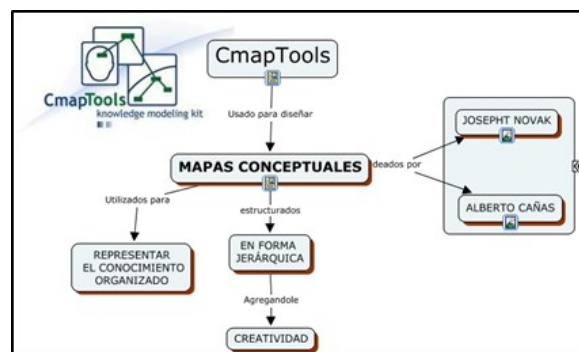 CmapTools
knowledge modeling kit
CmapTools
Usado para diseñar
MAPAS CONCEPTUALES
deados por
JOSEPHT NOVAK
ALBERTO CAÑAS
Utilizados para
REPRESENTAR
EL CONOCIMIENTO
ORGANIZADO
estructurados
EN FORMA
JERÁRQUICA
Agregandole
CREATIVIDAD